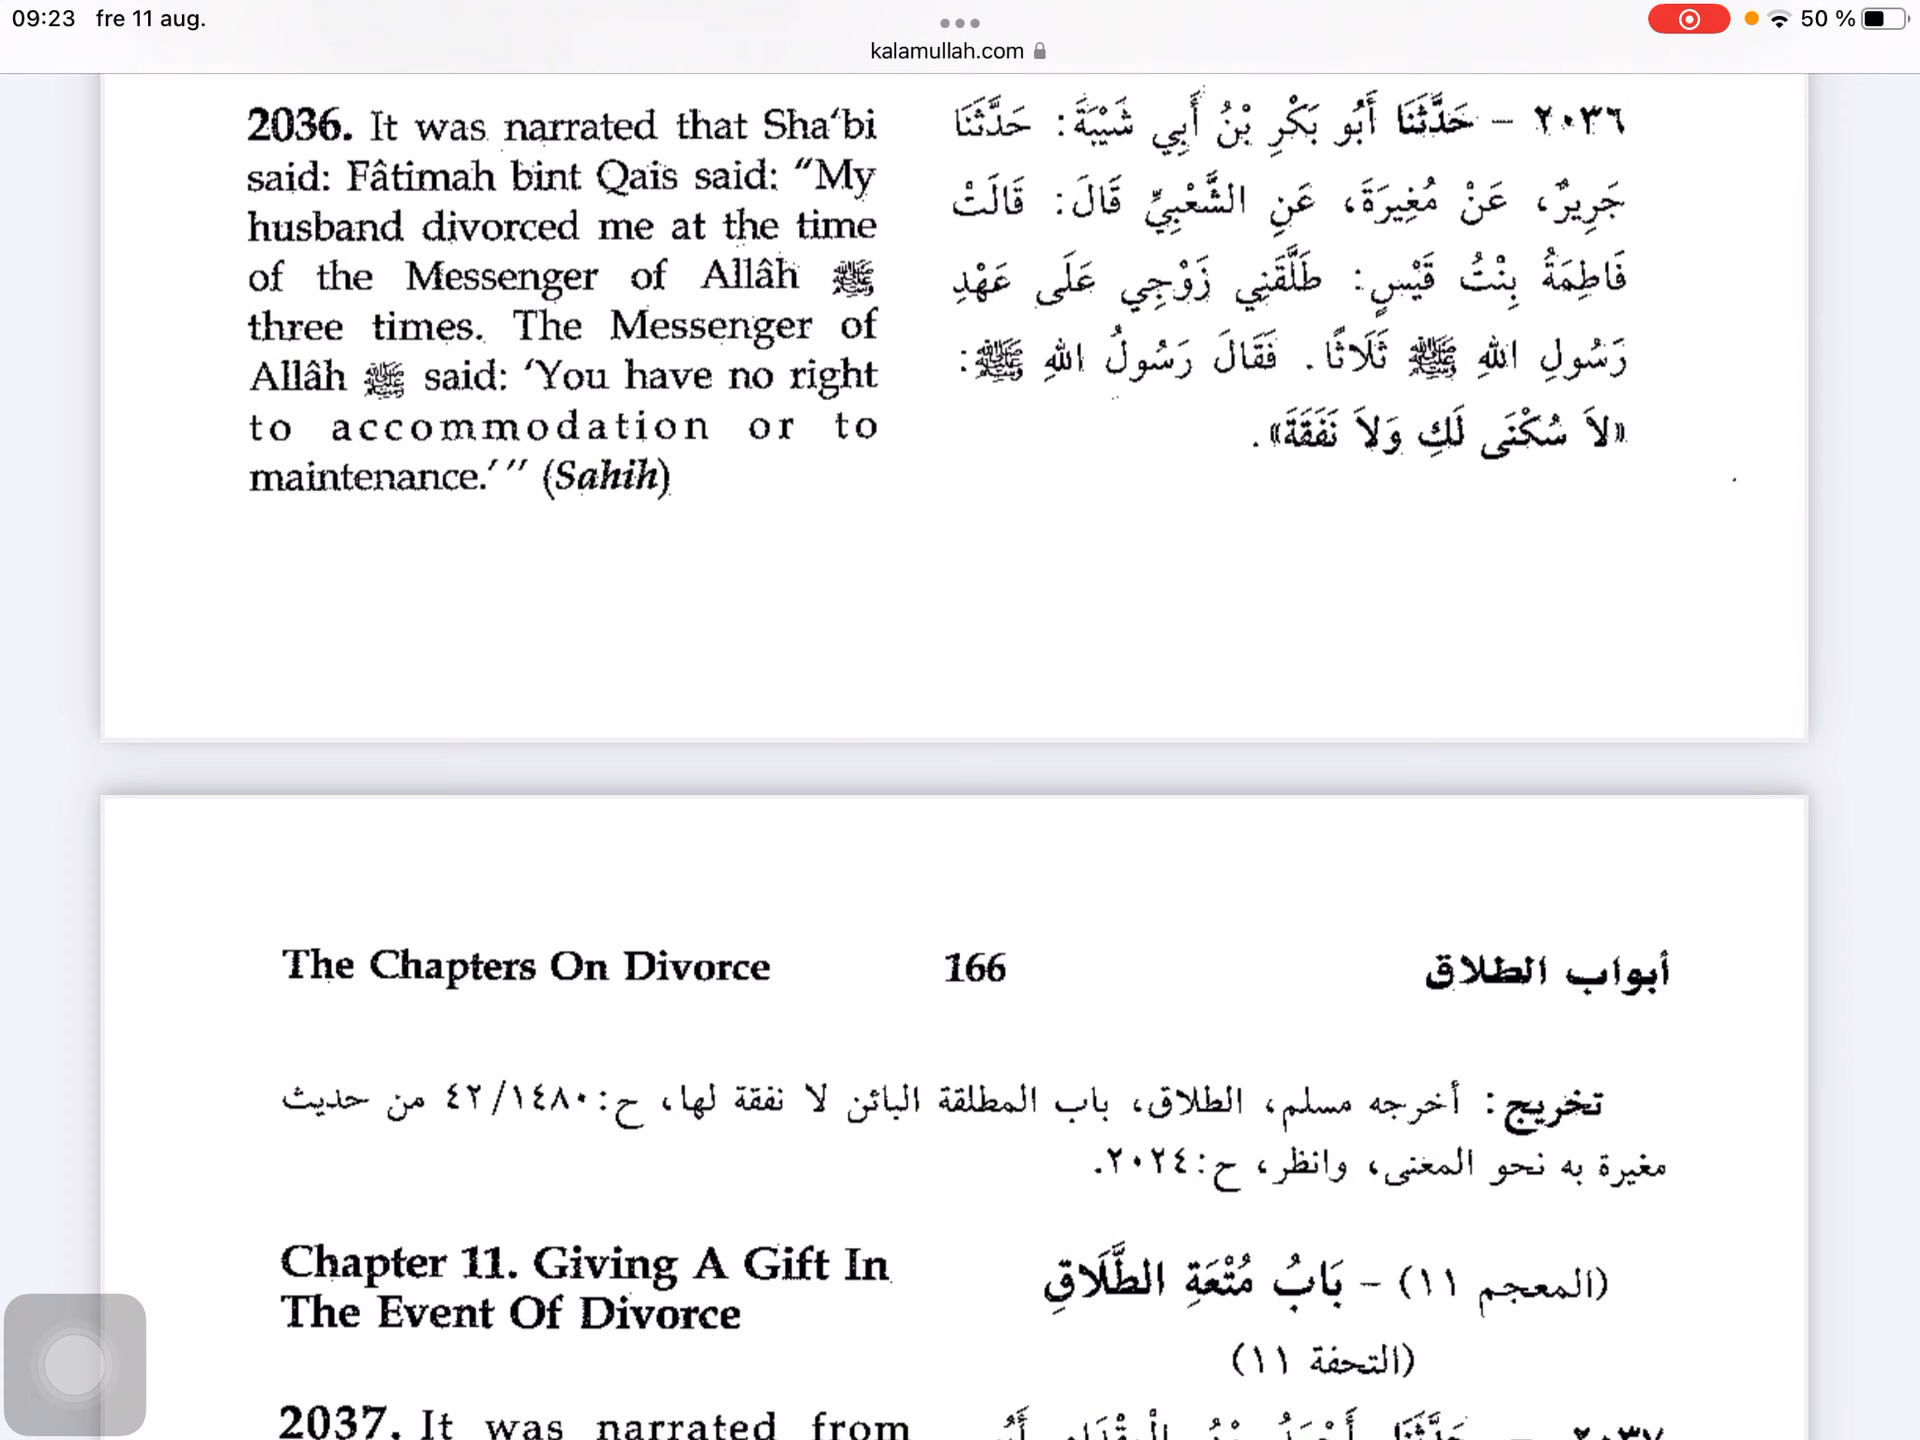 09:23 fre 11 aug.
50 %
kalamullah.com
2036. It was narrated that Sha‘bi
said: Fâtimah bint Qais said: “My
husband divorced me at the time
of the Messenger of Allâh ﷺ
three times. The Messenger of
Allâh ﷺ said: ‘You have no right
to accommodation or to
maintenance.’” (Sahih)
٢٠٣٦ – حَدَّثَنَا أَبُو بَكْرِ بْنُ أَبِي شَيْبَةَ: حَدَّثَنَا
جَرِيرٌ، عَنْ مُغِيرَةَ، عَنِ الشَّعْبِيِّ قَالَ: قَالَتْ
فَاطِمَةُ بِنْتُ قَيْسٍ: طَلَّقَنِي زَوْجِي عَلَى عَهْدِ
رَسُولِ اللهِ ﷺ ثَلَاثًا. فَقَالَ رَسُولُ اللهِ ﷺ:
«لاَ سُكْنَى لَكِ وَلاَ نَفَقَةَ».
The Chapters On Divorce 166 أبواب الطلاق
تخريج: أخرجه مسلم، الطلاق، باب المطلقة البائن لا نفقة لها، ح:٤٢/١٤٨٠ من حديث
مغيرة به نحو المعنى، وانظر، ح:٢٠٢٤.
Chapter 11. Giving A Gift In
The Event Of Divorce
(المعجم ١١) – بَابُ مُتْعَةِ الطَّلَاقِ
(التحفة ١١)
2037. It was narrated from
٢٠٣٧ – حَدَّثَنَا أَحْمَدُ بْنُ الْمِقْدَامِ أَبُو